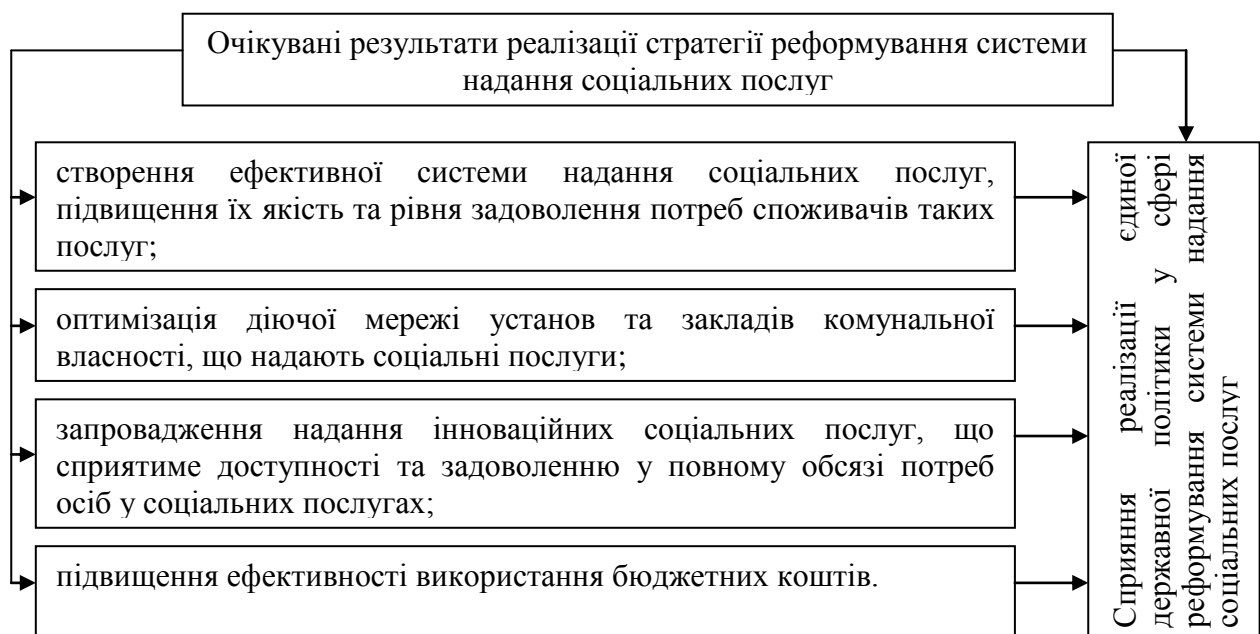 Очікувані результати реалізації стратегії реформування системи
надання соціальних послуг
створення ефективної системи надання соціальних послуг,
підвищення їх якість та рівня задоволення потреб споживачів таких
послуг;
оптимізація діючої мережі установ та закладів комунальної
власності, що надають соціальні послуги;
запровадження надання інноваційних соціальних послуг, що
сприятиме доступності та задоволенню у повному обсязі потреб
осіб у соціальних послугах;
підвищення ефективності використання бюджетних коштів.
Сприяння реалізації єдиної
державної політики у сфері
реформування системи надання
соціальних послуг